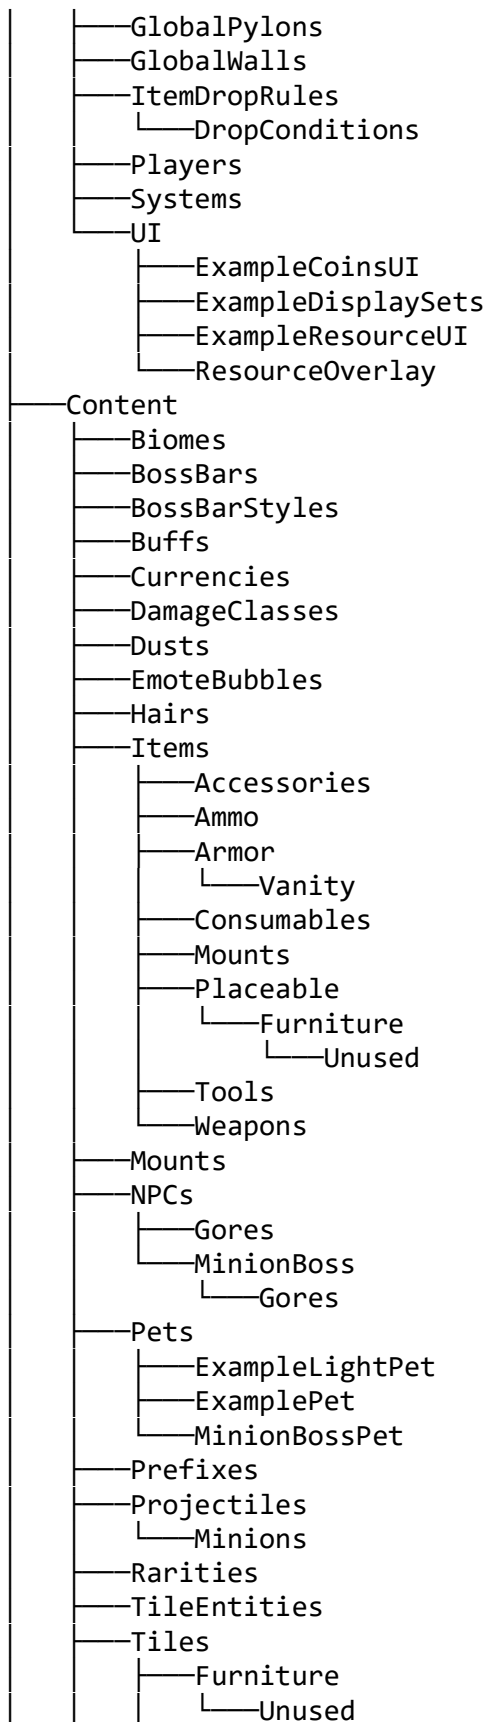 │   ├───GlobalPylons
│   ├───GlobalWalls
│   ├───ItemDropRules
│   │   └───DropConditions
│   ├───Players
│   ├───Systems
│   └───UI
│       ├───ExampleCoinsUI
│       ├───ExampleDisplaySets
│       ├───ExampleResourceUI
│       └───ResourceOverlay
├───Content
│   ├───Biomes
│   ├───BossBars
│   ├───BossBarStyles
│   ├───Buffs
│   ├───Currencies
│   ├───DamageClasses
│   ├───Dusts
│   ├───EmoteBubbles
│   ├───Hairs
│   ├───Items
│   │   ├───Accessories
│   │   ├───Ammo
│   │   ├───Armor
│   │   │   └───Vanity
│   │   ├───Consumables
│   │   ├───Mounts
│   │   ├───Placeable
│   │   │   └───Furniture
│   │   │       └───Unused
│   │   ├───Tools
│   │   └───Weapons
│   ├───Mounts
│   ├───NPCs
│   │   ├───Gores
│   │   └───MinionBoss
│   │       └───Gores
│   ├───Pets
│   │   ├───ExampleLightPet
│   │   ├───ExamplePet
│   │   └───MinionBossPet
│   ├───Prefixes
│   ├───Projectiles
│   │   └───Minions
│   ├───Rarities
│   ├───TileEntities
│   ├───Tiles
│   │   ├───Furniture
│   │   │   └───Unused